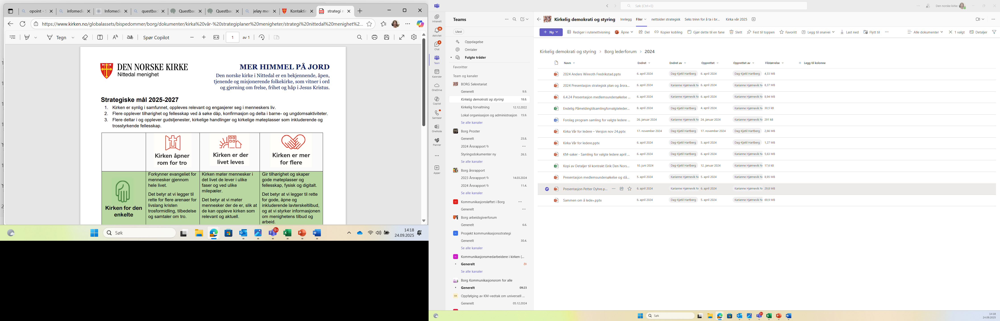 opoint - S
infomedia
Infomedi
questback
Questbac
Questbac
jeløy men
Kontaktin
strategi n
https://www.kirken.no/globalassets/bispedommer/borg/dokumenter/kirka%20vår-%20strategiplaner%20menigheter/strategi%20nittedal%20menighet%2...
Tegn
Spør Copilot
1 av 1
DEN NORSKE KIRKE
Nittedal menighet
MER HIMMEL PÅ JORD
Den norske kirke i Nittedal er en bekjennende, åpen,
tjenende og misjonerende folkekirke, som vitner i ord
og gjerning om frelse, frihet og håp i Jesus Kristus.
Strategiske mål 2025-2027
1. Kirken er synlig i samfunnet, oppleves relevant og engasjerer seg i menneskers liv.
2. Flere opplever tilhørighet og fellesskap ved å søke dåp, konfirmasjon og delta i barne- og ungdomsaktiviteter.
3. Flere deltar i og opplever gudstjenester, kirkelige handlinger og kirkelige møteplasser som inkluderende og
trosstyrkende fellesskap.
Kirken åpner
rom for tro
Kirken er der
livet leves
Kirken er mer
for flere
Kirken for den
enkelte
Forkynner evangeliet for
mennesker gjennom
hele livet.
Det betyr at vi legger til
rette for flere arenaer for
livslang kristen
trosformidling, tilbedelse
og samtaler om tro.
Kirken møter mennesker i
det livet de lever i ulike
faser og ved ulike
milepæler.
Det betyr at vi møter
mennesker der de er, slik at
de kan oppleve kirken som
relevant og aktuell.
Gir tilhørighet og skaper
gode møteplasser og
fellesskap, fysisk og digitalt.
Det betyr at vi legger til rette
for gode, åpne og
inkluderende lavterskeltilbud,
og at vi styrker informasjonen
om menighetens tilbud og
arbeid.
Søk
9+
14:18
24.09.2025
Søk (Ctrl+E)
Den norske kirke
Intranett
36
Aktivitet
4
Chat
Team
Kalender
OneDrive
Copilot
Samtaler
OneNote
Planner
Apper
Teams
Ulest
Oppdagelse
Omtaler
Fulgte tråder
Favoritter
Team og kanaler
BORG Sekretariat
Generelt 9.9.
Kirkelig demokrati og styring 18.8.
Kirkelig forvaltning 12.12.2022
Lokal organisasjon og administrasjon 15.9.
Se alle kanaler
Borg Proster
Generelt 25.8.
2024 Årsrapport
Styringsdokumenter ny 26.3.
Se alle kanaler
Borg årsrapport
2023 Årsrapport 14.03.2024
2024 Årsrapport 11.4.
Se alle kanaler
Kommunikasjonsløftet i Borg
Generelt
Borg arbeidsgiverforum
Generelt 6.6.
Prosjekt kommunikasjonsstrategi
Generelt 30.4.
Se alle kanaler
Kommunikasjonsmedarbeidere i kirken (...
Generelt
Se alle kanaler
Borg Kommunikasjonsrom for alle
Generelt 09:23
OA Oppfølging av KM-vedtak om universell ...
Generelt 05.12.2024
Kirkelig demokrati og styring Innlegg Filer nettsider strategisk Seks trinn for å ta i br... Kirka vår 2025
Ny Rediger i rutenettvisning Åpne Del Kopier kobling Gjør dette til en fane Slett Fest til toppen Favoritt Legg til snarvei Last ned Flytt til Alle dokumenter 1 valgt Detaljer
Kirkelig demokrati og styring > Borg lederforum > 2024
Navn Endret Endret av Opprettet Opprettet av Filstørrelse Legg til kolonne
2024 Anders Winroth Fredrikstad.pptx 6. april 2024 Dag-Kjetil Hartberg 6. april 2024 Dag-Kjetil Hartberg 4,33 MB
2024 Presentasjon strategisk plan og årsra... 6. april 2024 Karianne Hjørnevik N 6. april 2024 Karianne Hjørnevik N 8,37 MB
6.4.24 Presentasjon medlemsundersøkelse ... 6. april 2024 Karianne Hjørnevik N 6. april 2024 Karianne Hjørnevik N 8,94 MB
Endelig Påmeldingtilsamlingforvalgteleder... 8. april 2024 Dag-Kjetil Hartberg 4. april 2024 Dag-Kjetil Hartberg 30,5 kB
Forslag program samling for valgte ledere ... 26. januar 2024 Karianne Hjørnevik N 24. januar 2024 Karianne Hjørnevik N 291 kB
Kirka Vår for ledere – Versjon nov 24.pptx 17. november 2024 Dag-Kjetil Hartberg 17. november 2024 Dag-Kjetil Hartberg 2,66 MB
Kirka Vår for ledere.pptx 6. april 2024 Dag-Kjetil Hartberg 5. april 2024 Dag-Kjetil Hartberg 1,27 MB
KM-saker - Samling for valgte ledere april ... 6. april 2024 Dag-Kjetil Hartberg 6. april 2024 Karianne Hjørnevik N 5,63 MB
Kopi av Detaljer til kontrakt Eirik Den Nors... 10. juni 2024 Dag-Kjetil Hartberg 12. januar 2024 Karianne Hjørnevik N 17,6 kB
Presentasjon medlemsundersøkelse og då... 5. april 2024 Karianne Hjørnevik N 5. april 2024 Karianne Hjørnevik N 8,95 MB
Presentasjon Petter Dyhre.p... 6. april 2024 Karianne Hjørnevik N 6. april 2024 Karianne Hjørnevik N 29,8 MB
Sammen om å lede».pptx 6. april 2024 Dag-Kjetil Hartberg 5. april 2024 Karianne Hjørnevik N 69,9 MB
Søk
9+
14:18
24.09.2025